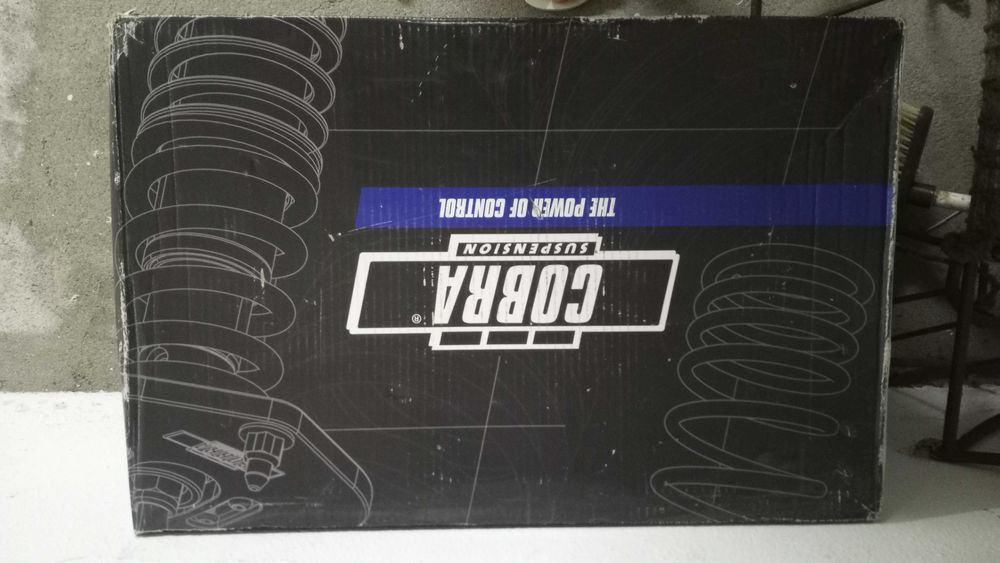 COBRA®
SUSPENSION
THE POWER OF CONTROL